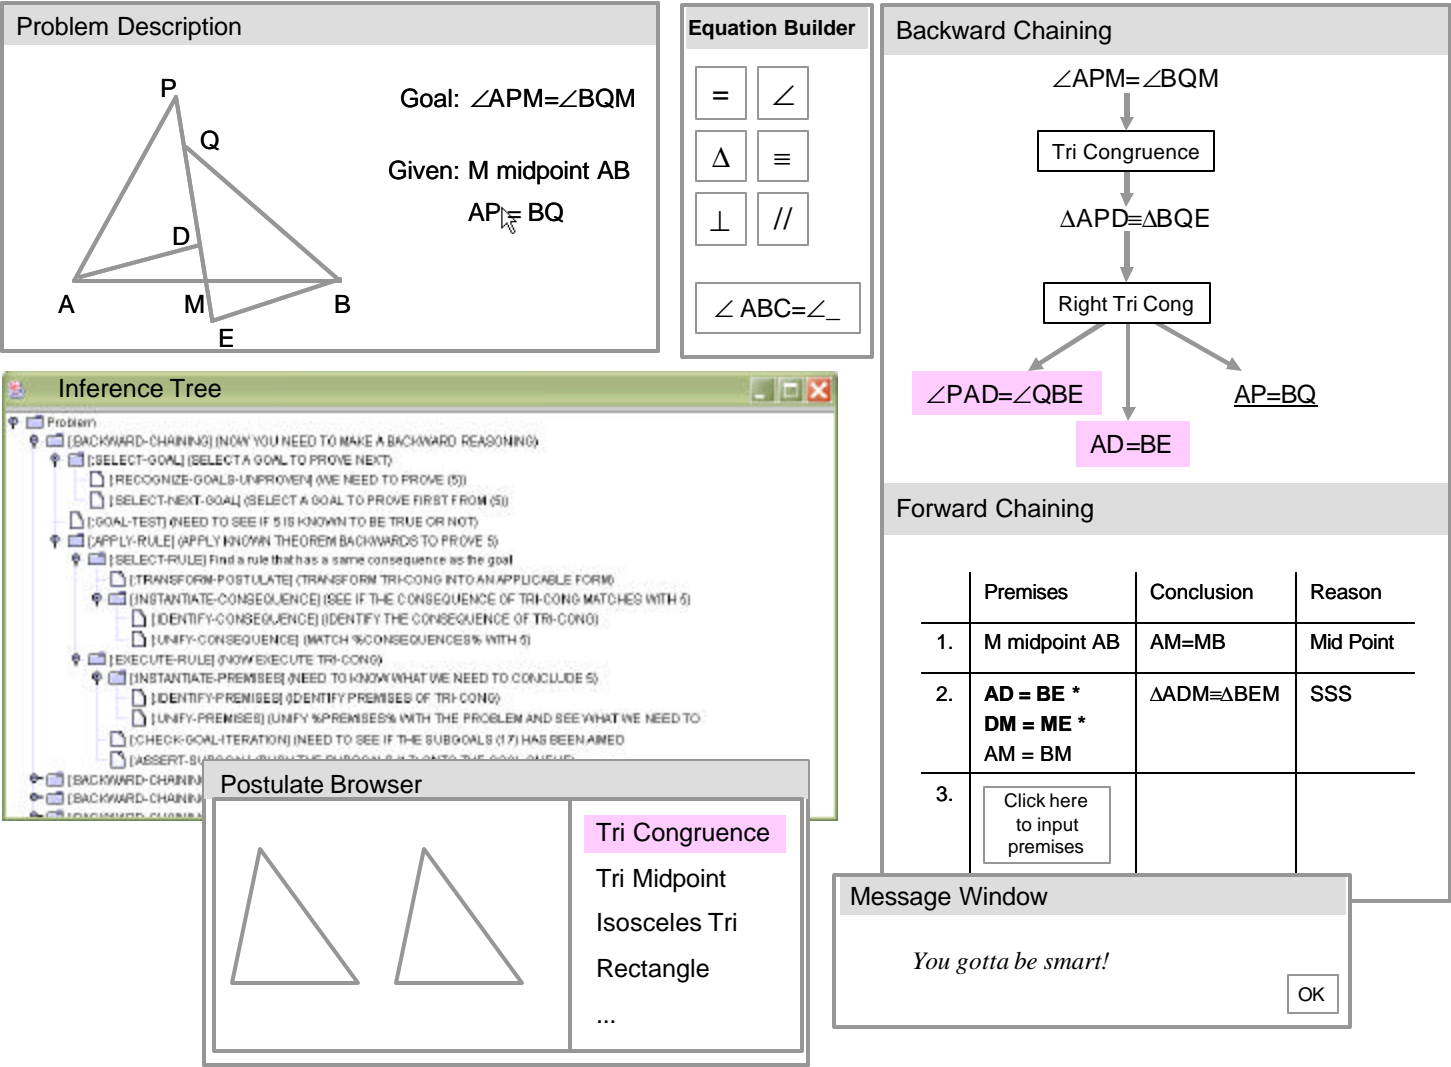 Problem Description
P
Q
D
A
M
B
E
Goal: ∠APM=∠BQM
Given: M midpoint AB
AP = BQ
Equation Builder
= ∠
Δ ≡
⊥ //
∠ ABC=∠_
Backward Chaining
∠APM=∠BQM
Tri Congruence
ΔAPD≡ΔBQE
Right Tri Cong
∠PAD=∠QBE
AP=BQ
AD=BE
Forward Chaining
Premises Conclusion Reason
1. M midpoint AB AM=MB Mid Point
2. AD = BE * ΔADM≡ΔBEM SSS
DM = ME *
AM = BM
3. Click here
to input
premises
Inference Tree
Problem
[:BACKWARD-CHAINING] (NOW YOU NEED TO MAKE A BACKWARD REASONING)
[:SELECT-GOAL] (SELECT A GOAL TO PROVE NEXT)
[:RECOGNIZE-GOALS-UNPROVEN] (WE NEED TO PROVE (5))
[:SELECT-NEXT-GOAL] (SELECT A GOAL TO PROVE FIRST FROM (5))
[:GOAL-TEST] (NEED TO SEE IF 5 IS KNOWN TO BE TRUE OR NOT)
[:APPLY-RULE] (APPLY KNOWN THEOREM BACKWARDS TO PROVE 5)
[:SELECT-RULE] Find a rule that has a same consequence as the goal
[:TRANSFORM-POSTULATE] (TRANSFORM TRI-CONG INTO AN APPLICABLE FORM)
[:INSTANTIATE-CONSEQUENCE] (SEE IF THE CONSEQUENCE OF TRI-CONG MATCHES WITH 5)
[:IDENTIFY-CONSEQUENCE] (IDENTIFY THE CONSEQUENCE OF TRI-CONG)
[:UNIFY-CONSEQUENCE] (MATCH %CONSEQUENCES% WITH 5)
[:EXECUTE-RULE] (NOW EXECUTE TRI-CONG)
[:INSTANTIATE-PREMISES] (NEED TO KNOW WHAT WE NEED TO CONCLUDE 5)
[:IDENTIFY-PREMISES] (IDENTIFY PREMISES OF TRI-CONG)
[:UNIFY-PREMISES] (UNIFY %PREMISES% WITH THE PROBLEM AND SEE WHAT WE NEED TO
[:CHECK-GOAL-ITERATION] (NEED TO SEE IF THE SUBGOALS (17) HAS BEEN AIMED
[:BACKWARD-CHAININ
[:BACKWARD-CHAININ
Postulate Browser
Tri Congruence
Tri Midpoint
Isosceles Tri
Rectangle
...
Message Window
You gotta be smart!
OK